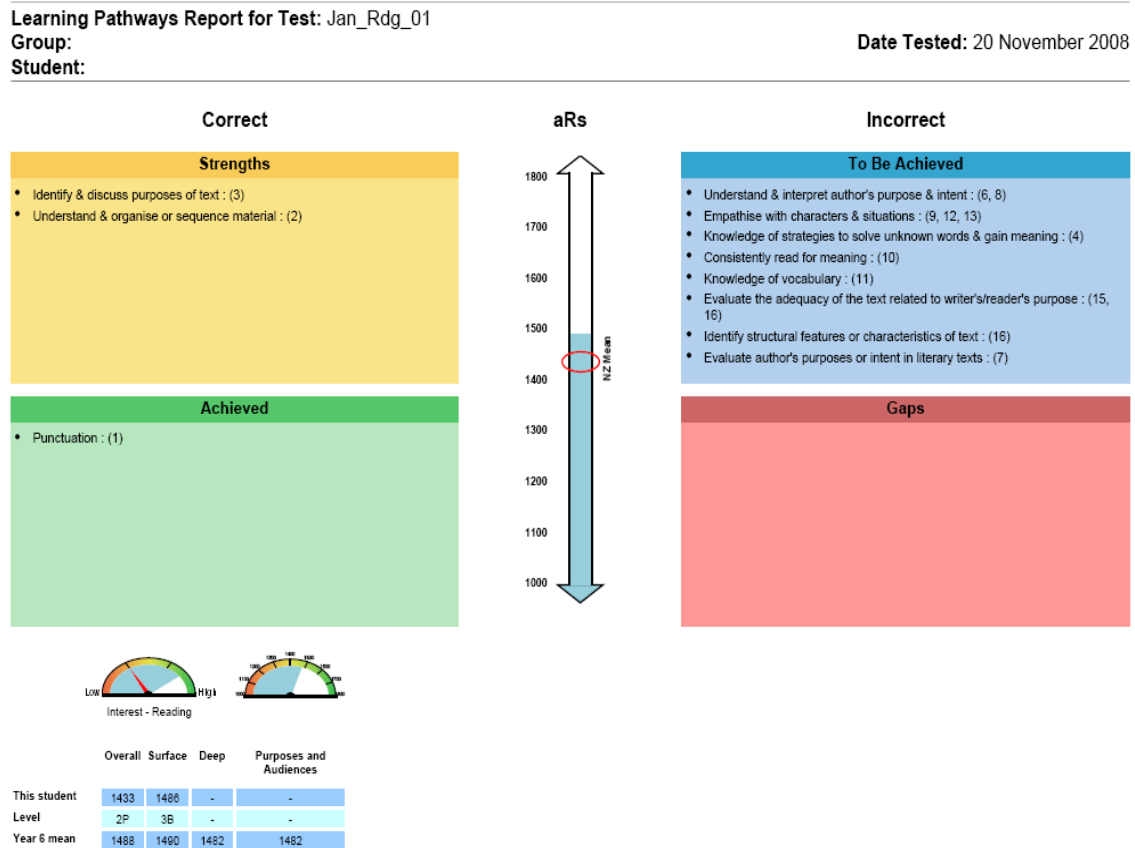 Learning Pathways Report for Test: Jan_Rdg_01
Group:
Date Tested: 20 November 2008
Student:
Correct
aRs
Incorrect
Strengths
• Identify & discuss purposes of text : (3)
• Understand & organise or sequence material : (2)
To Be Achieved
• Understand & interpret author's purpose & intent : (6, 8)
• Empathise with characters & situations : (9, 12, 13)
• Knowledge of strategies to solve unknown words & gain meaning : (4)
• Consistently read for meaning : (10)
• Knowledge of vocabulary : (11)
• Evaluate the adequacy of the text related to writer's/reader's purpose : (15,
16)
• Identify structural features or characteristics of text : (16)
• Evaluate author's purposes or intent in literary texts : (7)
1800
1700
1600
1500
1400
1300
1200
1100
1000
NZ Mean
Achieved
• Punctuation : (1)
Gaps
Low
High
Interest - Reading
Overall Surface Deep Purposes and
Audiences
This student 1433 1486 - -
Level 2P 3B - -
Year 6 mean 1488 1490 1482 1482